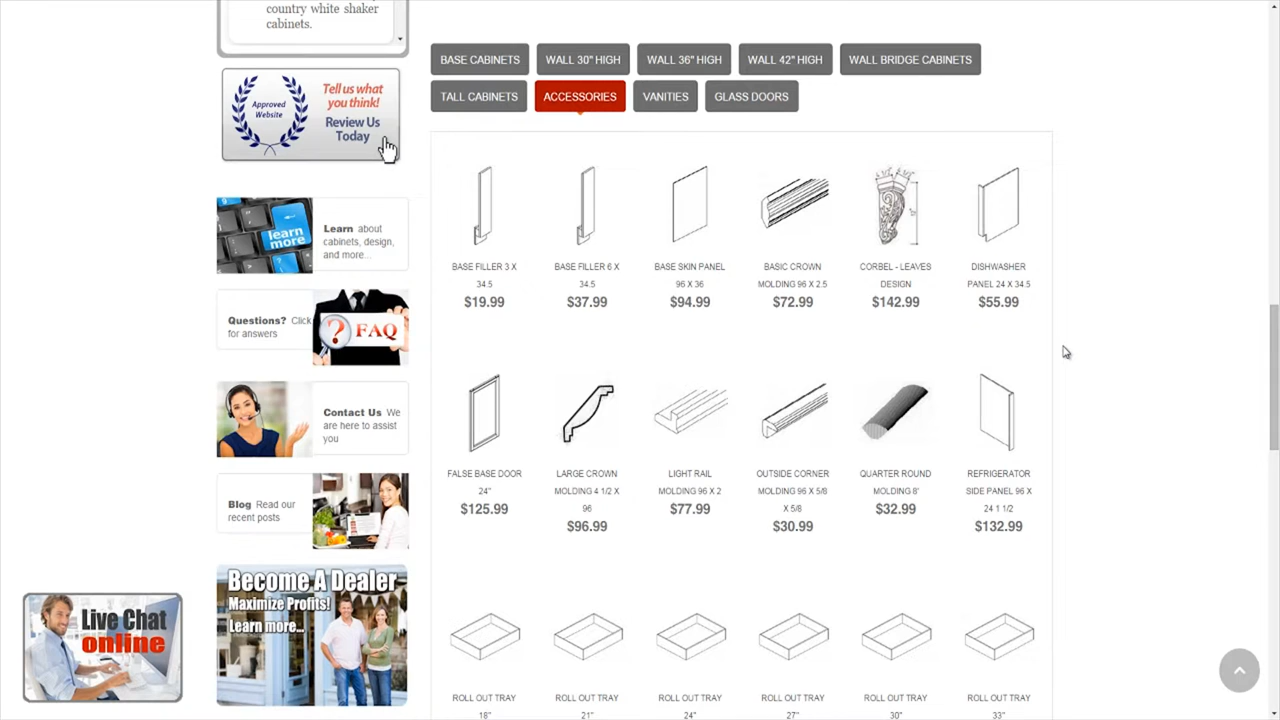 country white shaker
cabinets.
Approved
Website
Tell us what
you think!
Review Us
Today
learn
more
Learn about
cabinets, design,
and more...
Questions? Click
for answers
? FAQ
Contact Us We
are here to assist
you
Blog Read our
recent posts
Become A Dealer
Maximize Profits!
Learn more...
Live Chat
online
BASE CABINETS
WALL 30" HIGH
WALL 36" HIGH
WALL 42" HIGH
WALL BRIDGE CABINETS
TALL CABINETS
ACCESSORIES
VANITIES
GLASS DOORS
BASE FILLER 3 X
34.5
$19.99
BASE FILLER 6 X
34.5
$37.99
BASE SKIN PANEL
96 X 36
$94.99
BASIC CROWN
MOLDING 96 X 2.5
$72.99
CORBEL - LEAVES
DESIGN
$142.99
DISHWASHER
PANEL 24 X 34.5
$55.99
FALSE BASE DOOR
24"
$125.99
LARGE CROWN
MOLDING 4 1/2 X
96
$96.99
LIGHT RAIL
MOLDING 96 X 2
$77.99
OUTSIDE CORNER
MOLDING 96 X 5/8
X 5/8
$30.99
QUARTER ROUND
MOLDING 8'
$32.99
REFRIGERATOR
SIDE PANEL 96 X
24 1 1/2
$132.99
ROLL OUT TRAY
18"
ROLL OUT TRAY
21"
ROLL OUT TRAY
24"
ROLL OUT TRAY
27"
ROLL OUT TRAY
30"
ROLL OUT TRAY
33"